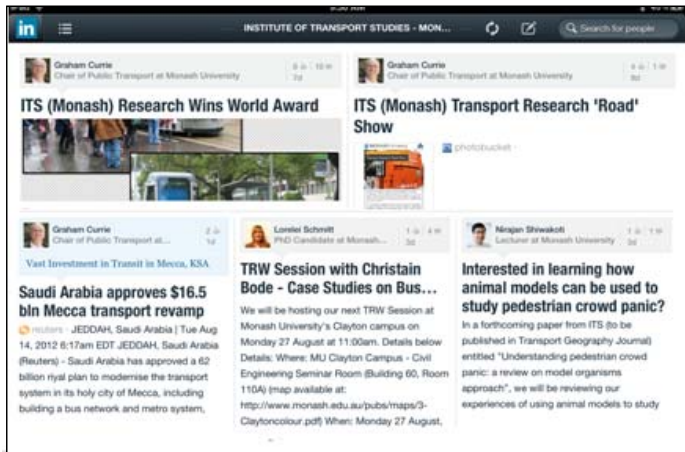 in
INSTITUTE OF TRANSPORT STUDIES - MON...
Search for people
Graham Currie
Chair of Public Transport at Monash University
7d
ITS (Monash) Research Wins World Award
Graham Currie
Chair of Public Transport at Monash University
ITS (Monash) Transport Research 'Road'
Show
photobucket -
Graham Currie
Chair of Public Transport at...
1d
Vast Investment in Transit in Mecca, KSA
Saudi Arabia approves $16.5
bln Mecca transport revamp
reuters - JEDDAH, Saudi Arabia | Tue Aug
14, 2012 6:17am EDT JEDDAH, Saudi Arabia
(Reuters) - Saudi Arabia has approved a 62
billion riyal plan to modernise the transport
system in its holy city of Mecca, including
building a bus network and metro system,
Lorelei Schmitt
PhD Candidate at Monash...
3d
TRW Session with Christain
Bode - Case Studies on Bus...
We will be hosting our next TRW Session at
Monash University's Clayton campus on
Monday 27 August at 11:00am. Details below
Details: Where: MU Clayton Campus - Civil
Engineering Seminar Room (Building 60, Room
110A) (map available at:
http://www.monash.edu.au/pubs/maps/3-
Claytoncolour.pdf) When: Monday 27 August,
Nirajan Shiwakoti
Lecturer at Monash University
3d
Interested in learning how
animal models can be used to
study pedestrian crowd panic?
In a forthcoming paper from ITS (to be
published in Transport Geography Journal)
entitled "Understanding pedestrian crowd
panic: a review on model organisms
approach", we will be reviewing our
experiences of using animal models to study